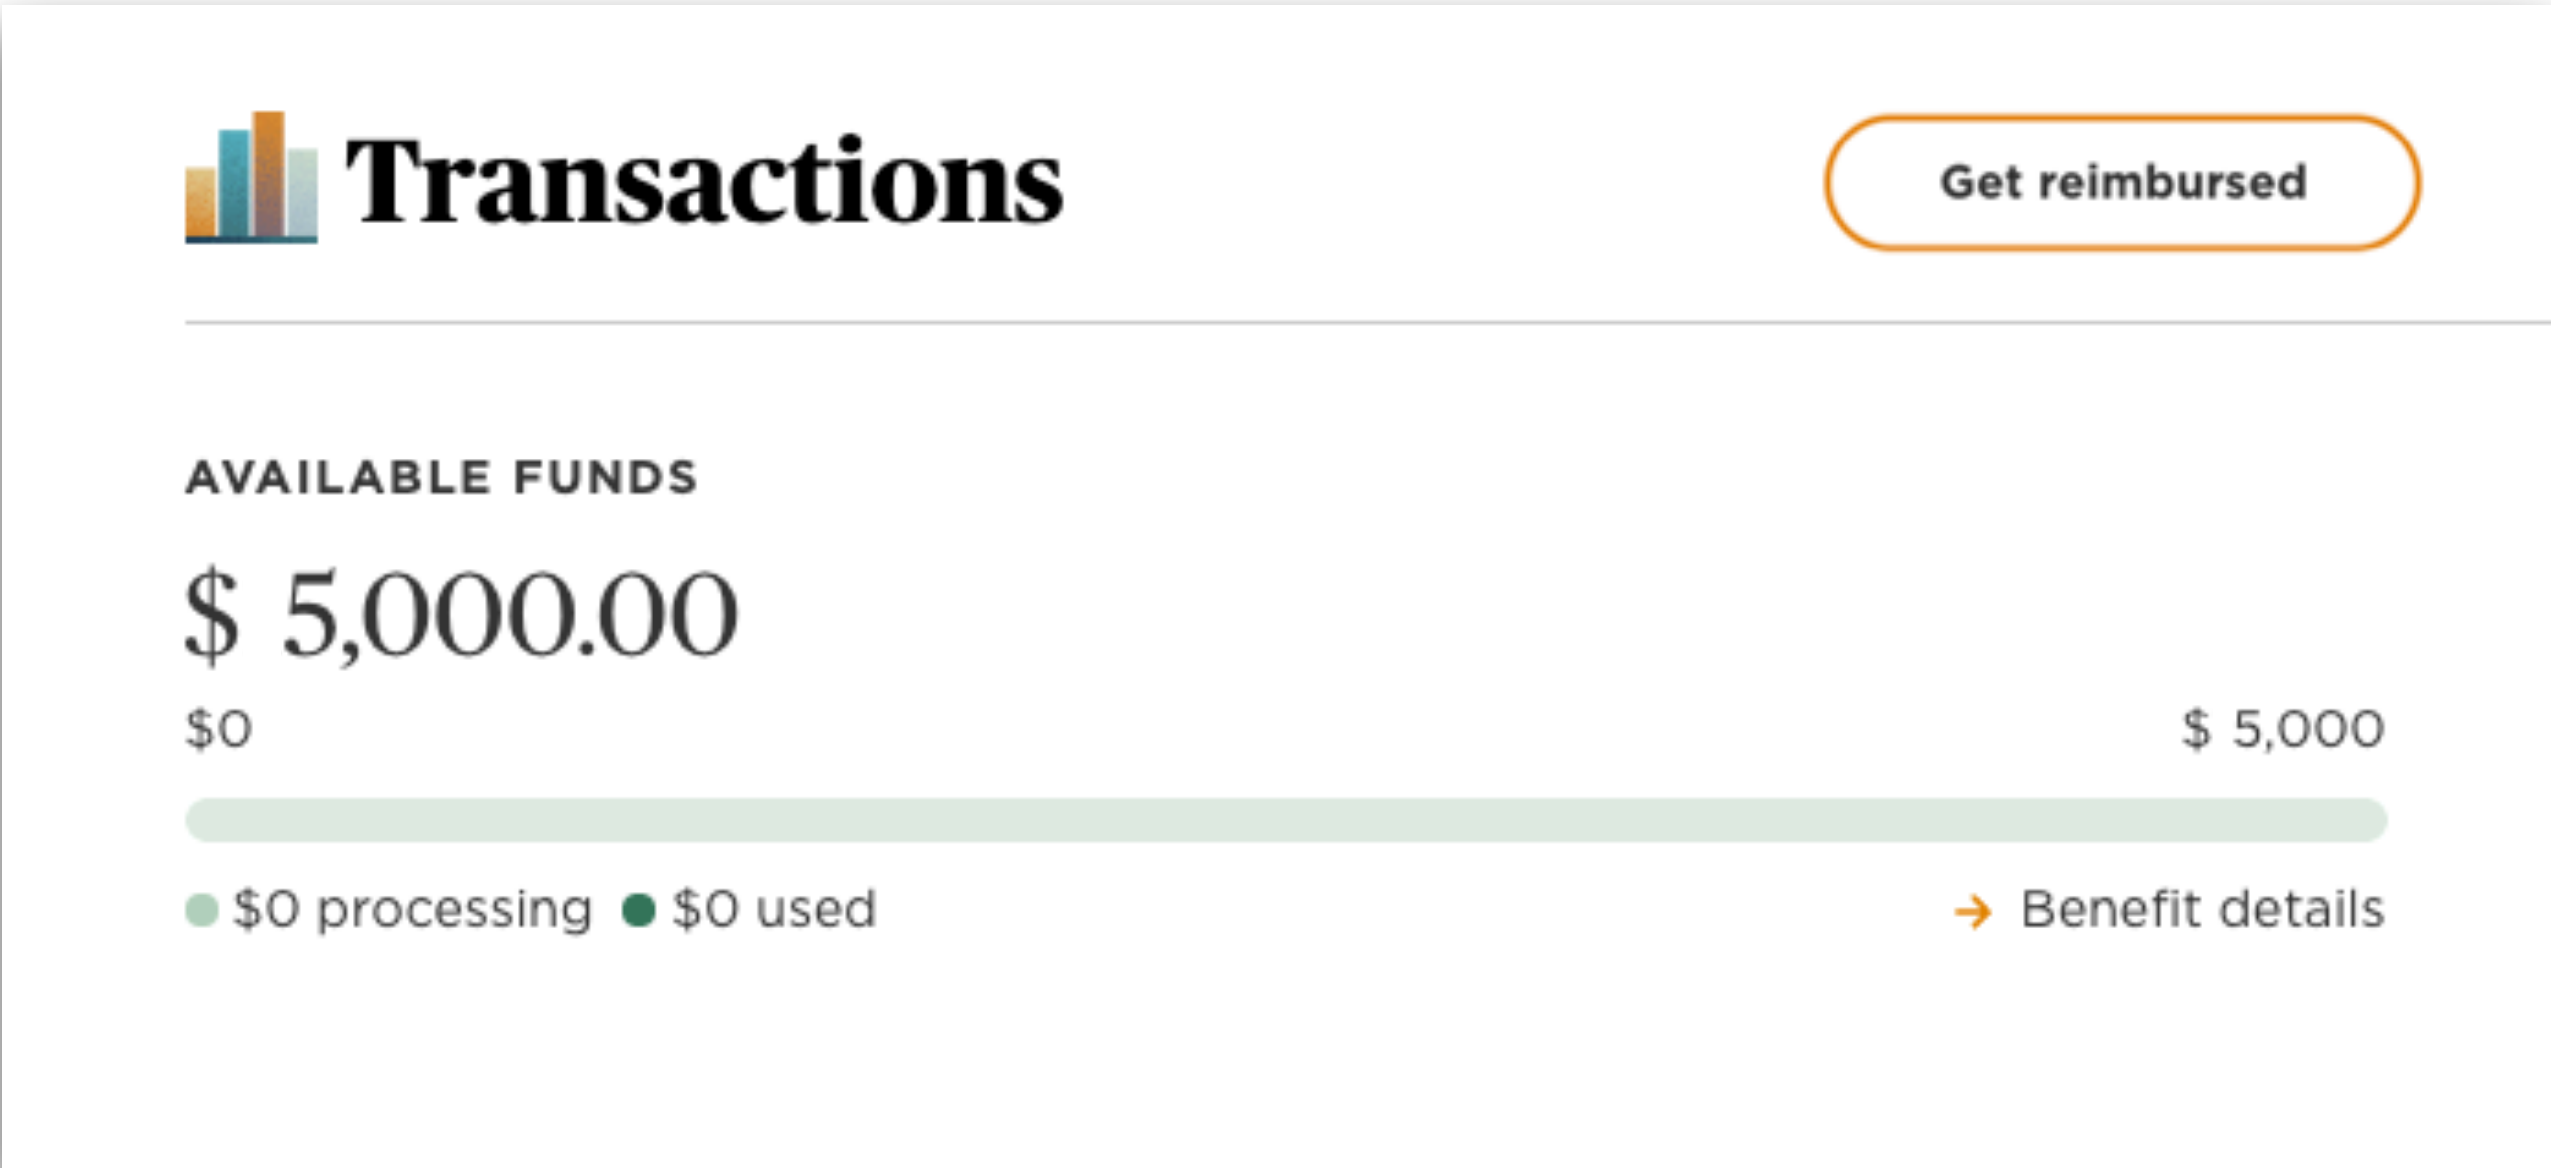 Transactions
Get reimbursed
AVAILABLE FUNDS
$ 5,000.00
$0
$ 5,000
$0 processing
$0 used
→ Benefit details